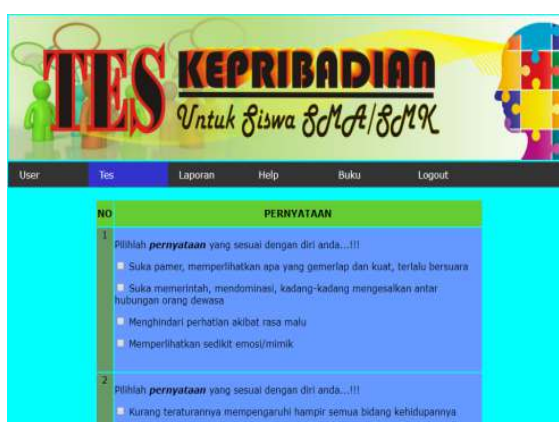 TES KEPRIBADIAN
Untuk Siswa SMA/SMK
User Tes Laporan Help Buku Logout
NO PERNYATAAN
1
Pilihlah pernyataan yang sesuai dengan diri anda...!!!
Suka pamer, memperlihatkan apa yang gemerlap dan kuat, terlalu bersuara
Suka memerintah, mendominasi, kadang-kadang mengesalkan antar
hubungan orang dewasa
Menghindari perhatian akibat rasa malu
Memperlihatkan sedikit emosi/mimik
2
Pilihlah pernyataan yang sesuai dengan diri anda...!!!
Kurang teraturannya mempengaruhi hampir semua bidang kehidupannya